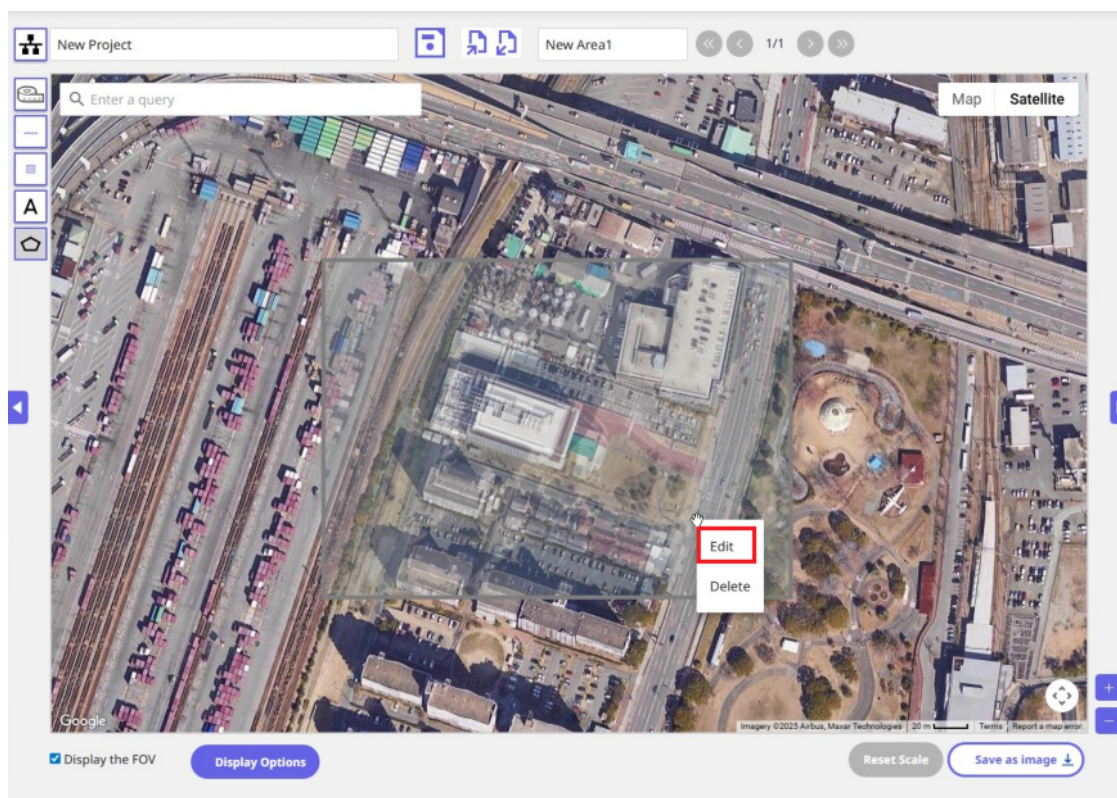 New Project
New Area1
1/1
Enter a query
Map
Satellite
A
Edit
Delete
Google
Imagery ©2025 Airbus, Maxar Technologies
20 m
Terms
Report a map error
Display the FOV
Display Options
Reset Scale
Save as image